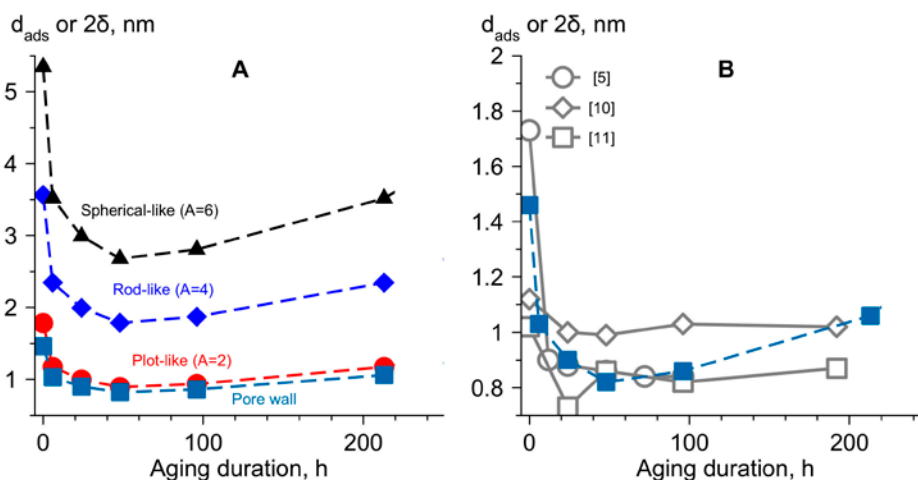 d_ads or 2δ, nm
A
5
4
3
2
1
0
100
200
Aging duration, h
Spherical-like (A=6)
Rod-like (A=4)
Plot-like (A=2)
Pore wall
d_ads or 2δ, nm
B
2
1.8
1.6
1.4
1.2
1
0.8
0
100
200
Aging duration, h
[5]
[10]
[11]